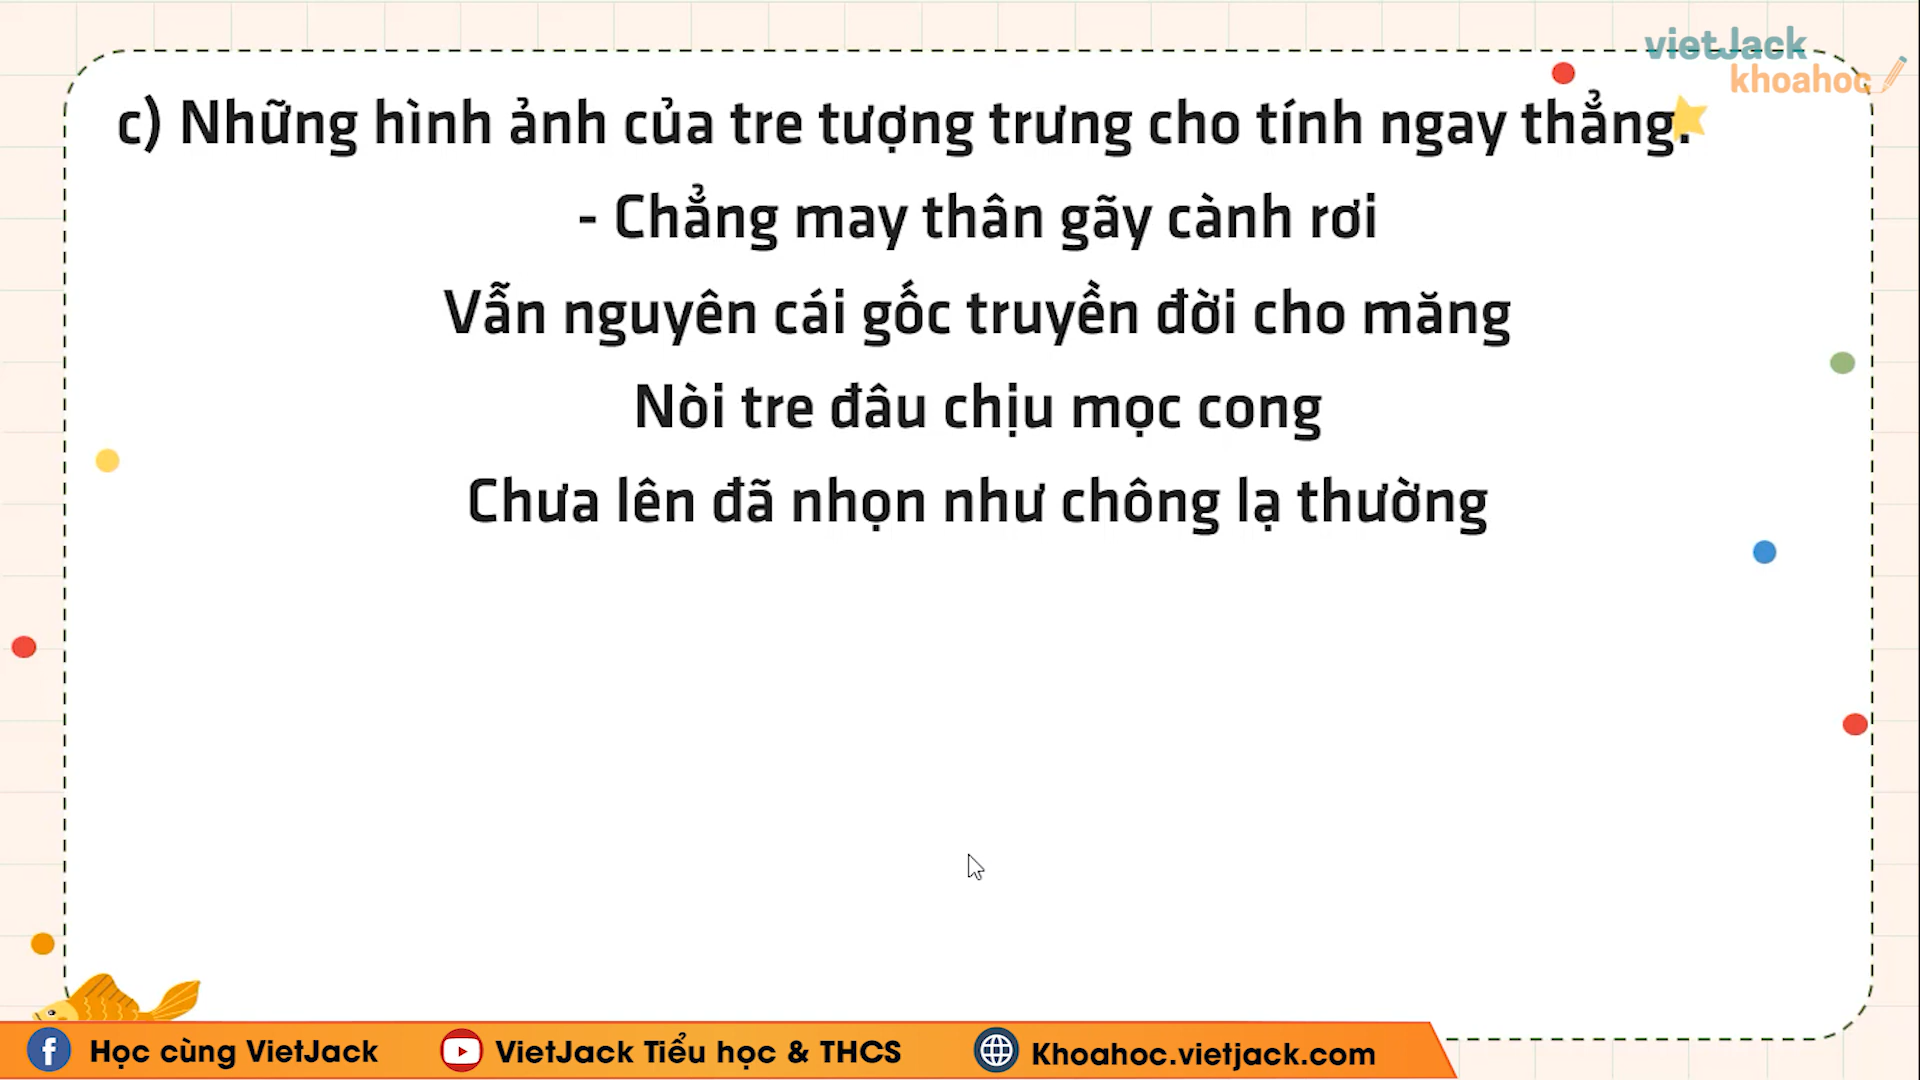 vietJack
khoahoc
c) Những hình ảnh của tre tượng trưng cho tính ngay thẳng.
- Chẳng may thân gãy cành rơi
Vẫn nguyên cái gốc truyền đời cho măng
Nòi tre đâu chịu mọc cong
Chưa lên đã nhọn như chông lạ thường
Học cùng VietJack
VietJack Tiểu học & THCS
Khoahoc.vietjack.com